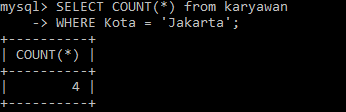 mysql> SELECT COUNT(*) from karyawan
    -> WHERE Kota = 'Jakarta';
+----------+
| COUNT(*) |
+----------+
|        4 |
+----------+